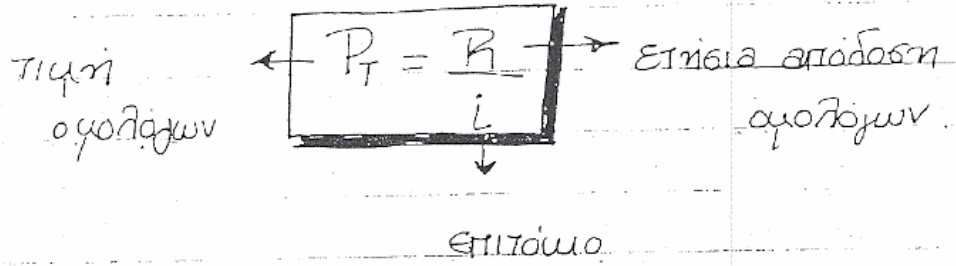 τιμή ← P_T = R → ετήσια απόδοση
ομολόγων i ομολόγων.
↓
επιτόκιο